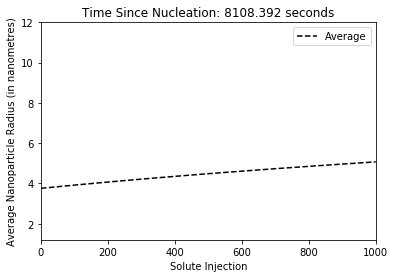 Time Since Nucleation: 8108.392 seconds
Average
Average Nanoparticle Radius (in nanometres)
12
10
8
6
4
2
0 200 400 600 800 1000
Solute Injection